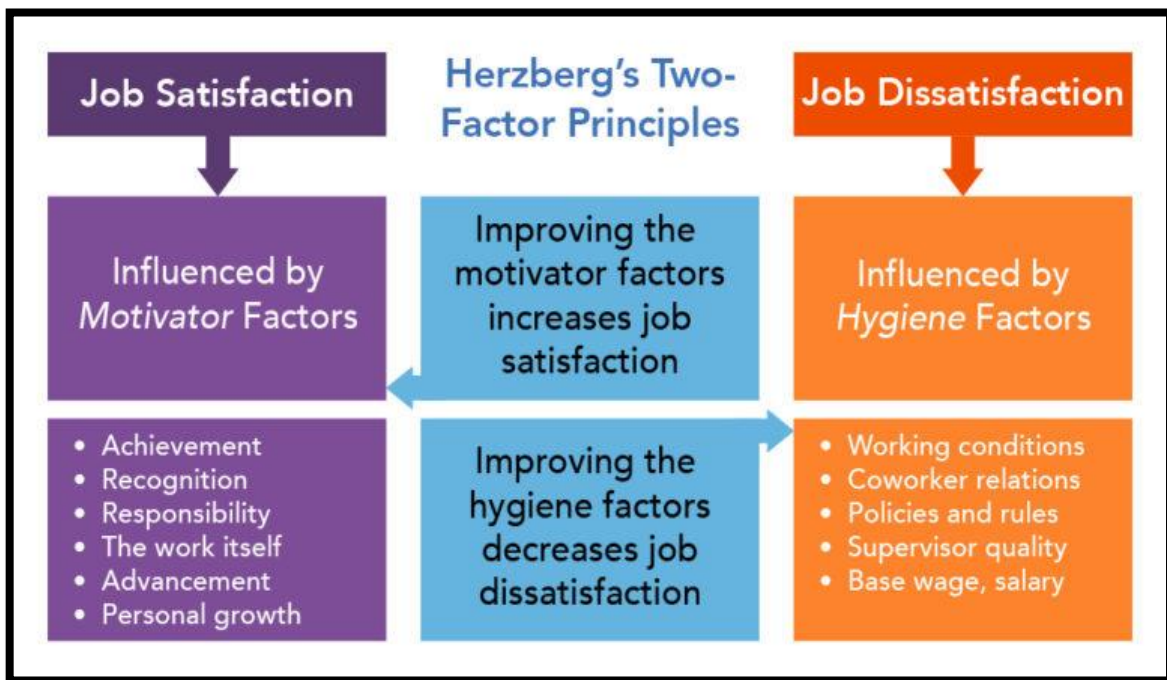 Job Satisfaction
Herzberg's Two-
Factor Principles
Job Dissatisfaction
Influenced by
Motivator Factors
Improving the
motivator factors
increases job
satisfaction
Influenced by
Hygiene Factors
• Achievement
• Recognition
• Responsibility
• The work itself
• Advancement
• Personal growth
Improving the
hygiene factors
decreases job
dissatisfaction
• Working conditions
• Coworker relations
• Policies and rules
• Supervisor quality
• Base wage, salary